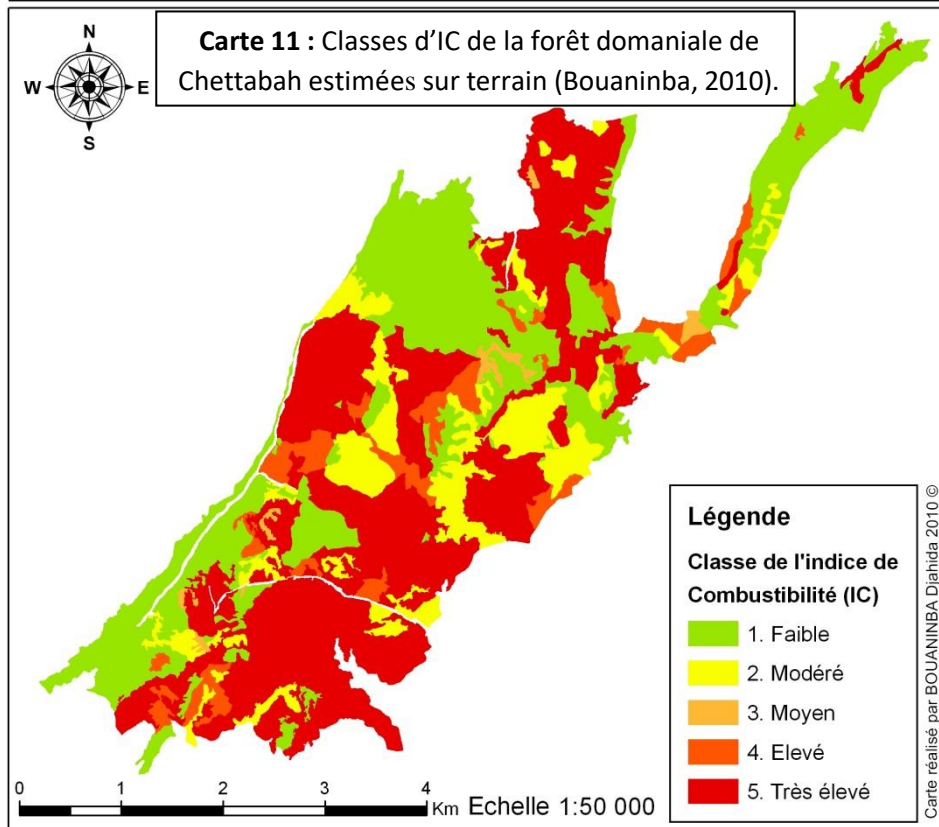 Carte 11 : Classes d’IC de la forêt domaniale de
Chettabah estimées sur terrain (Bouaninba, 2010).
N
W E
S
Légende
Classe de l'indice de
Combustibilité (IC)
1. Faible
2. Modéré
3. Moyen
4. Elevé
5. Très élevé
0 1 2 3 4
Km Echelle 1:50 000
Carte réalisé par BOUANINBA Djahida 2010 ©